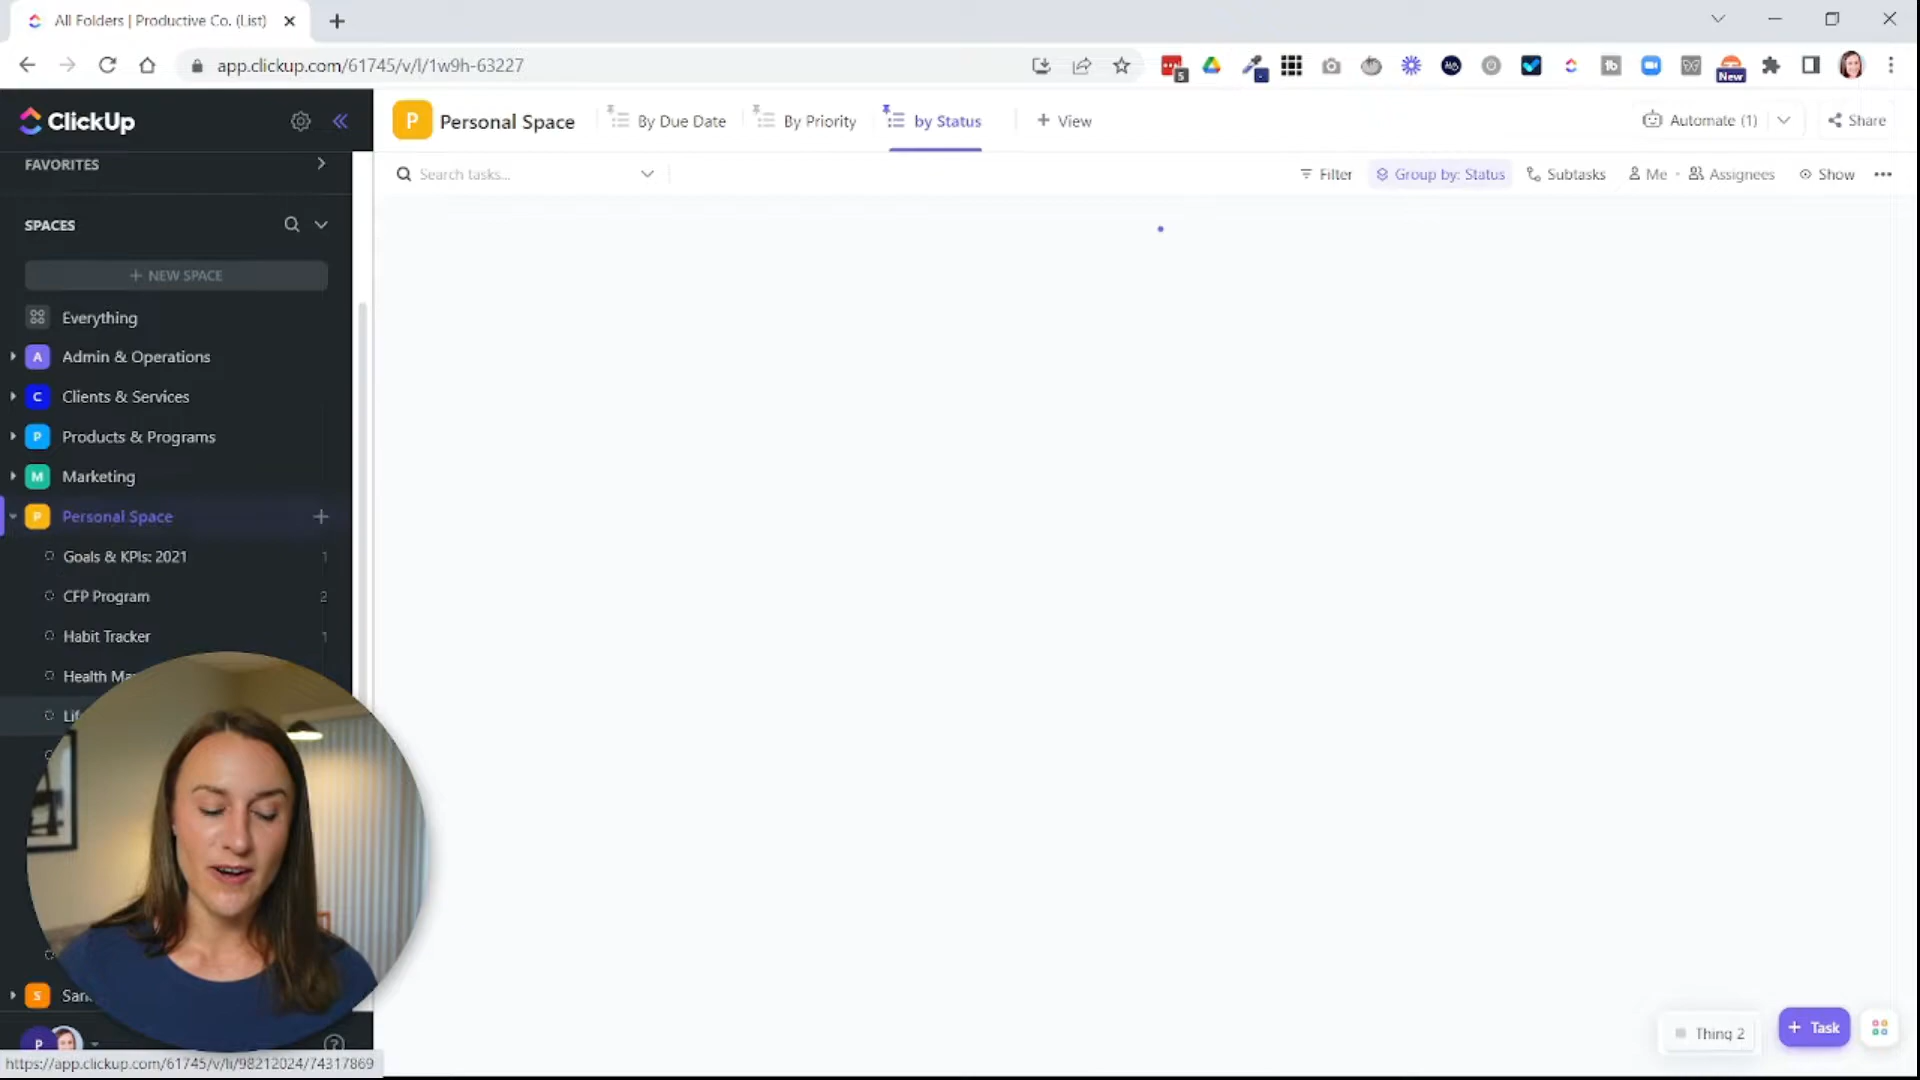 All Folders | Productive Co. (List)
app.clickup.com/61745/v/l/1w9h-63227
5
New
ClickUp
P Personal Space
By Due Date
By Priority
by Status
+ View
Automate (1)
Share
FAVORITES
Search tasks...
Filter
Group by: Status
Subtasks
Me
Assignees
Show
SPACES
+ NEW SPACE
Everything
A Admin & Operations
C Clients & Services
P Products & Programs
M Marketing
P Personal Space
Goals & KPIs: 2021 1
CFP Program 2
Habit Tracker 1
Health
S
P
Thing 2
+ Task
https://app.clickup.com/61745/v/li/98212024/74317869